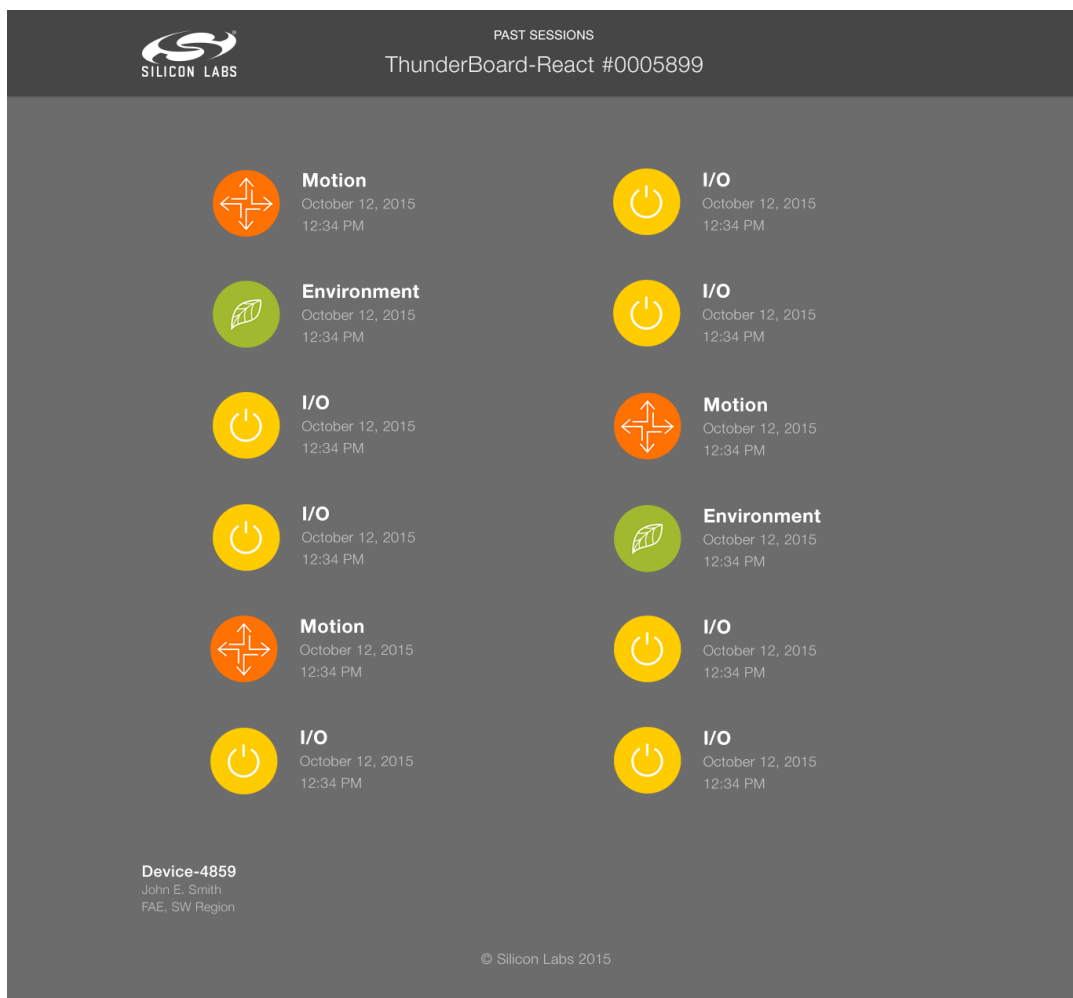 SILICON LABS
PAST SESSIONS
ThunderBoard-React #0005899
Motion
October 12, 2015
12:34 PM
I/O
October 12, 2015
12:34 PM
Environment
October 12, 2015
12:34 PM
I/O
October 12, 2015
12:34 PM
I/O
October 12, 2015
12:34 PM
Motion
October 12, 2015
12:34 PM
I/O
October 12, 2015
12:34 PM
Environment
October 12, 2015
12:34 PM
Motion
October 12, 2015
12:34 PM
I/O
October 12, 2015
12:34 PM
I/O
October 12, 2015
12:34 PM
I/O
October 12, 2015
12:34 PM
Device-4859
John E. Smith
FAE, SW Region
© Silicon Labs 2015